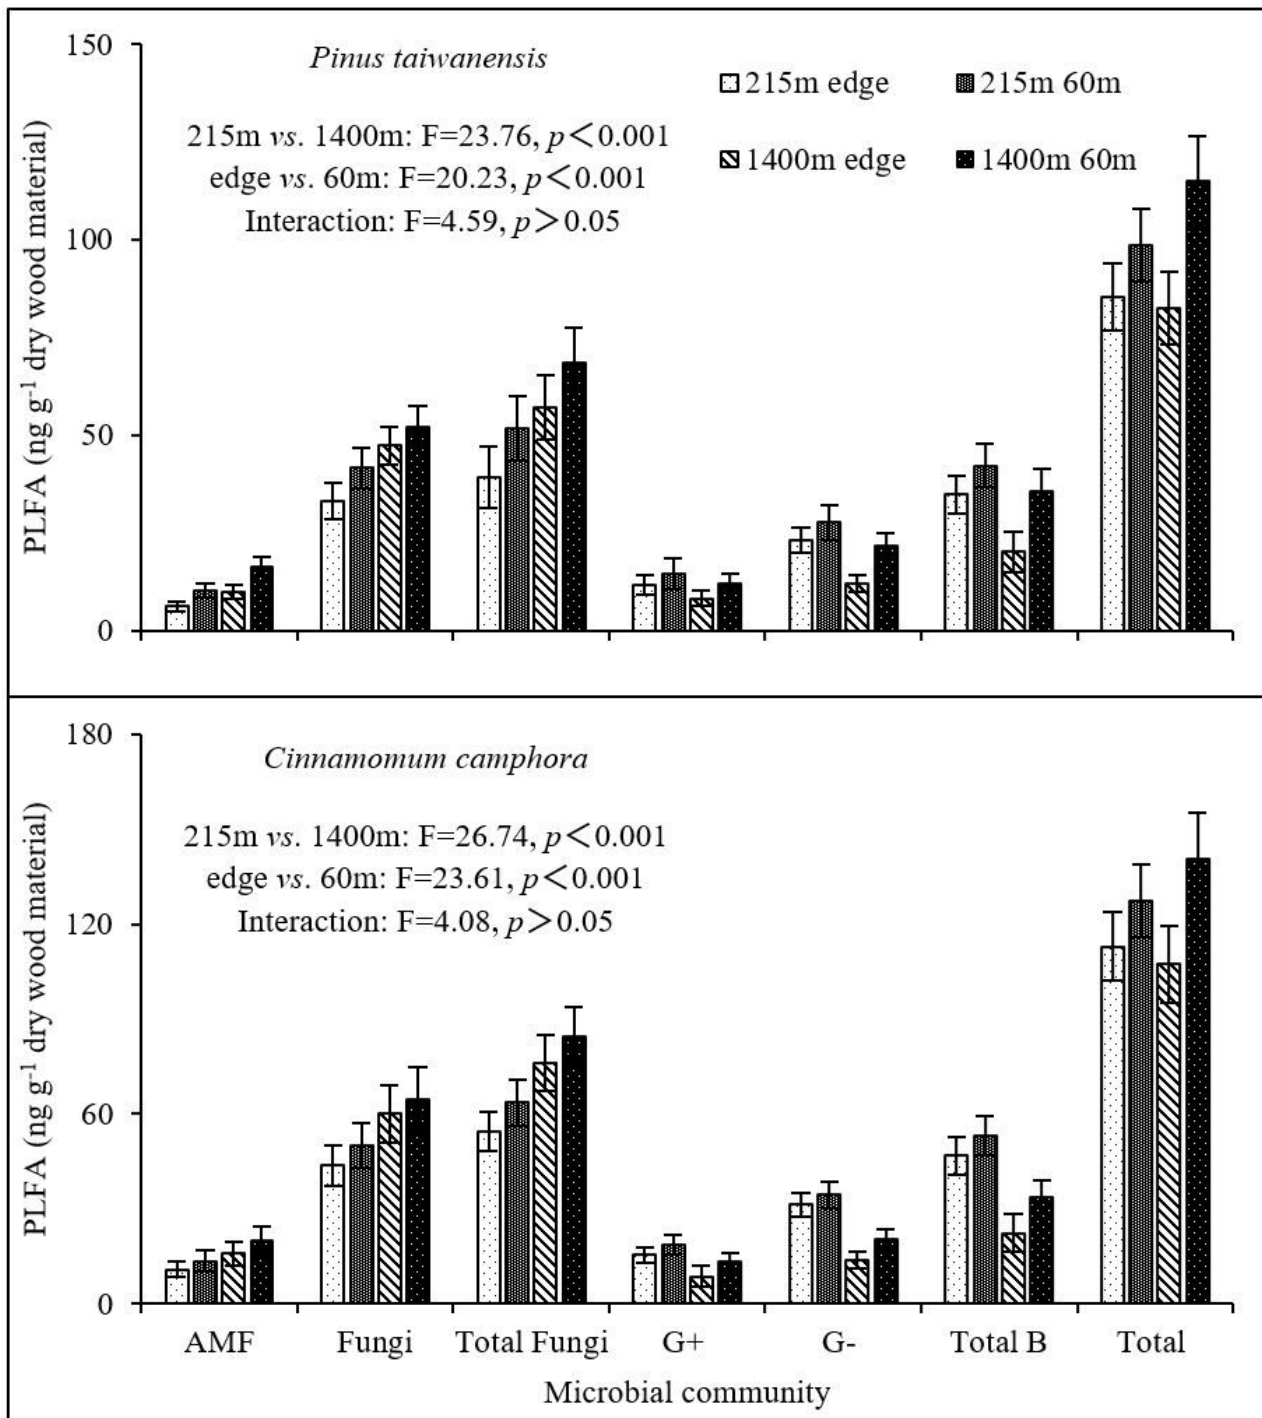 Pinus taiwanensis
215m vs. 1400m: F=23.76, p<0.001
edge vs. 60m: F=20.23, p<0.001
Interaction: F=4.59, p>0.05
215m edge
215m 60m
1400m edge
1400m 60m
PLFA (ng g⁻¹ dry wood material)
150
100
50
0
Cinnamomum camphora
215m vs. 1400m: F=26.74, p<0.001
edge vs. 60m: F=23.61, p<0.001
Interaction: F=4.08, p>0.05
PLFA (ng g⁻¹ dry wood material)
180
120
60
0
AMF Fungi Total Fungi G+ G- Total B Total
Microbial community